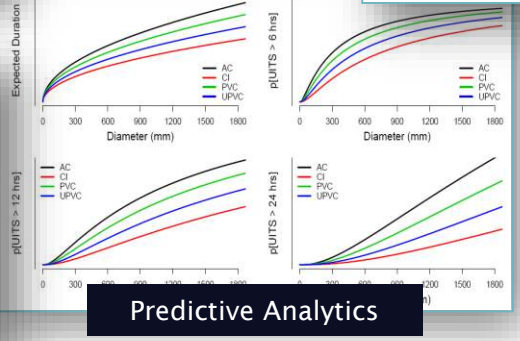 Expected Duration
AC
CI
PVC
UPVC
0 300 600 900 1200 1500 1800
Diameter (mm)
p[UITS > 6 hrs]
AC
CI
PVC
UPVC
0 300 600 900 1200 1500 1800
Diameter (mm)
p[UITS > 12 hrs]
AC
CI
PVC
UPVC
0 300 600 900 1200 1500 1800
p[UITS > 24 hrs]
AC
CI
PVC
UPVC
0 300 600 900 1200 1500 1800
Predictive Analytics